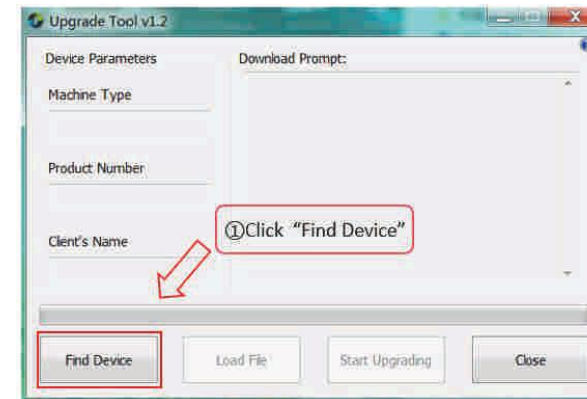 Upgrade Tool v1.2
Device Parameters
Download Prompt:
Machine Type
Product Number
Client's Name
①Click "Find Device"
Find Device
Load File
Start Upgrading
Close